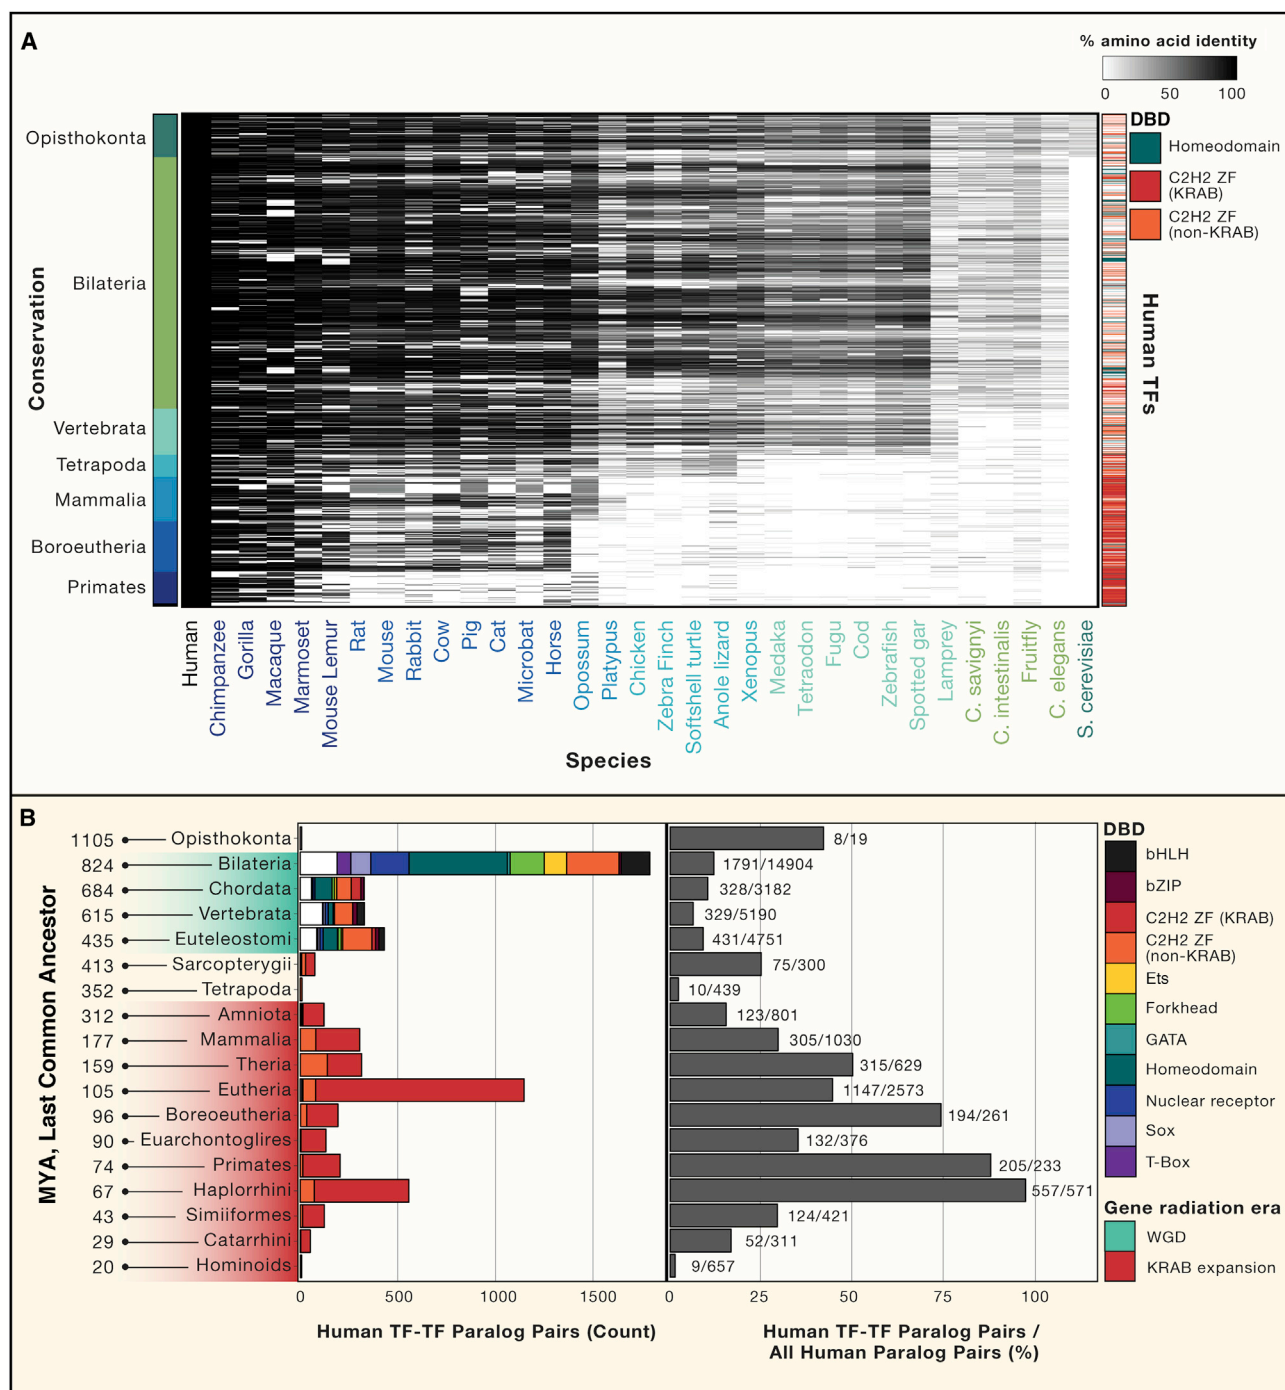 A
% amino acid identity
0 50 100
DBD
Homeodomain
C2H2 ZF
(KRAB)
C2H2 ZF
(non-KRAB)
Conservation
Opisthokonta
Bilateria
Vertebrata
Tetrapoda
Mammalia
Boroeutheria
Primates
Human TFs
Human
Chimpanzee
Gorilla
Macaque
Marmoset
Mouse Lemur
Rat
Mouse
Rabbit
Cow
Pig
Cat
Microbat
Horse
Opossum
Platypus
Chicken
Zebra Finch
Softshell turtle
Anole lizard
Xenopus
Medaka
Tetraodon
Fugu
Cod
Zebrafish
Spotted gar
Lamprey
C. savignyi
C. intestinalis
Fruitfly
C. elegans
S. cerevisiae
Species
B
MYA, Last Common Ancestor
1105 Opisthokonta 8/19
824 Bilateria 1791/14904
684 Chordata 328/3182
615 Vertebrata 329/5190
435 Euteleostomi 431/4751
413 Sarcopterygii 75/300
352 Tetrapoda 10/439
312 Amniota 123/801
177 Mammalia 305/1030
159 Theria 315/629
105 Eutheria 1147/2573
96 Boreoeutheria 194/261
90 Euarchontoglires 132/376
74 Primates 205/233
67 Haplorrhini 557/571
43 Simiiformes 124/421
29 Catarrhini 52/311
20 Hominoids 9/657
0 500 1000 1500
Human TF-TF Paralog Pairs (Count)
0 25 50 75 100
Human TF-TF Paralog Pairs /
All Human Paralog Pairs (%)
DBD
bHLH
bZIP
C2H2 ZF (KRAB)
C2H2 ZF
(non-KRAB)
Ets
Forkhead
GATA
Homeodomain
Nuclear receptor
Sox
T-Box
Gene radiation era
WGD
KRAB expansion